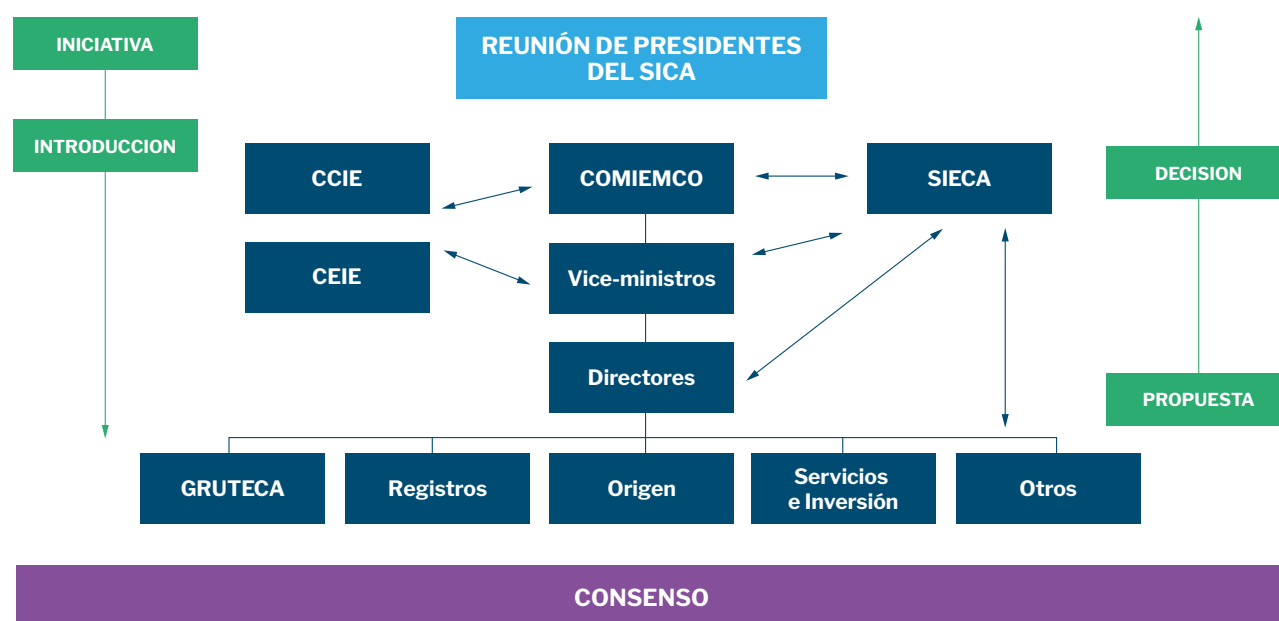 INICIATIVA
REUNIÓN DE PRESIDENTES
DEL SICA
INTRODUCCION
CCIE
COMIEMCO
SIECA
DECISION
CEIE
Vice-ministros
Directores
PROPUESTA
GRUTECA
Registros
Origen
Servicios
e Inversión
Otros
CONSENSO